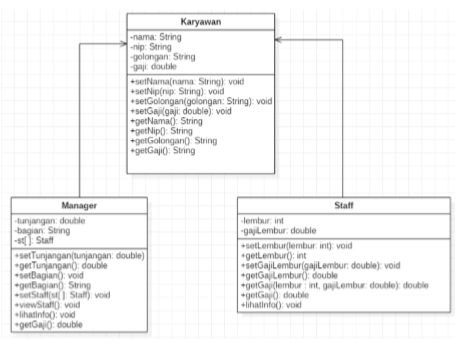 Karyawan
-nama: String
-nip: String
-golongan: String
-gaji: double
+setNama(nama: String): void
+setNip(nip: String): void
+setGolongan(golongan: String): void
+setGaji(gaji: double): void
+getNama(): String
+getNip(): String
+getGolongan(): String
+getGaji(): String
Manager
-tunjangan: double
-bagian: String
-st[ ]: Staff
+setTunjangan(tunjangan: double)
+getTunjangan(): double
+setBagian(): void
+getBagian(): String
+setStaff(st[ ]: Staff): void
+viewStaff(): void
+lihatInfo(): void
+getGaji(): double
Staff
-lembur: int
-gajiLembur: double
+setLembur(lembur: int): void
+getLembur(): int
+setGajiLembur(gajiLembur: double): void
+getGajiLembur(): double
+getGaji(lembur : int, gajiLembur: double): double
+getGaji(): double
+lihatInfo(): void